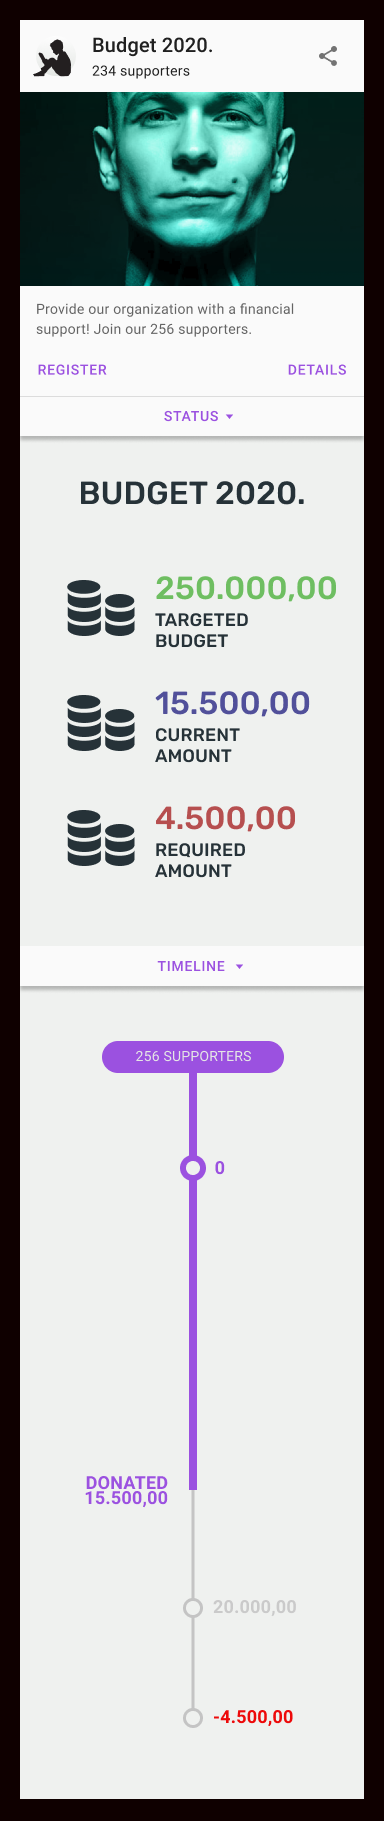 Budget 2020.
234 supporters
Provide our organization with a financial
support! Join our 256 supporters.
REGISTER
DETAILS
STATUS
BUDGET 2020.
250.000,00
TARGETED
BUDGET
15.500,00
CURRENT
AMOUNT
4.500,00
REQUIRED
AMOUNT
TIMELINE
256 SUPPORTERS
0
DONATED
15.500,00
20.000,00
-4.500,00